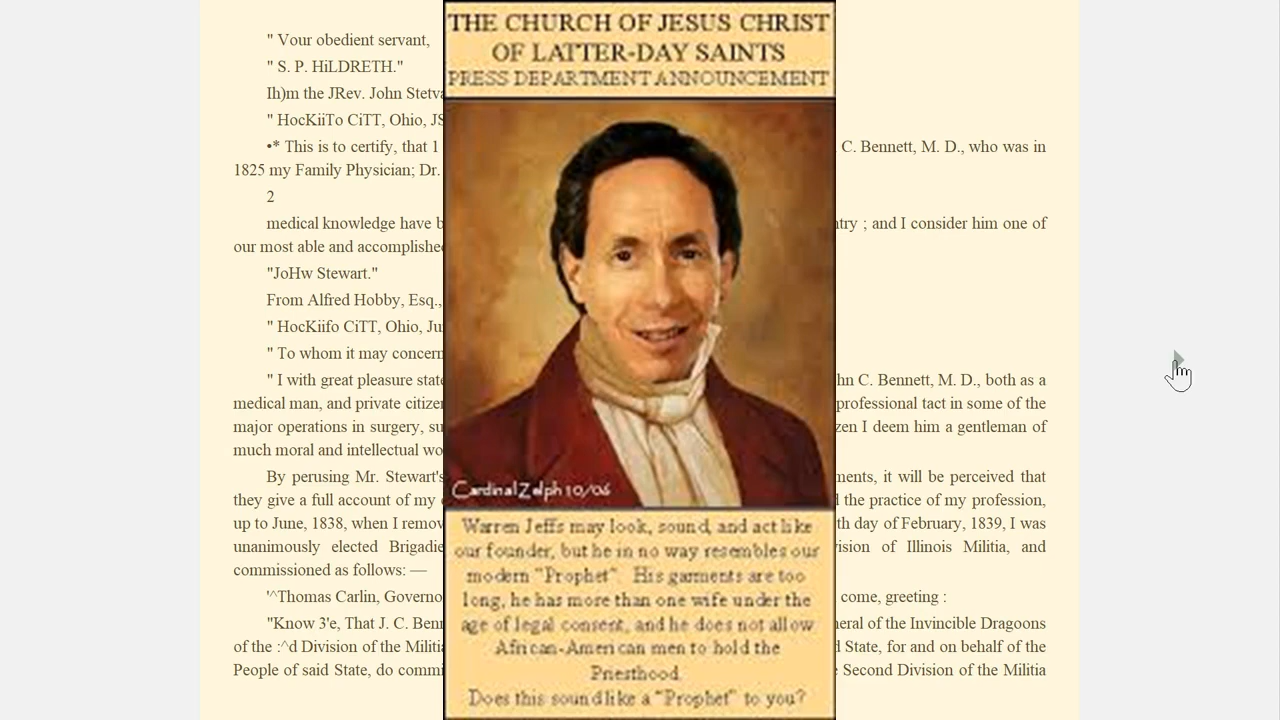 " Vour obedient servant,
" S. P. HiLDRETH."
Ih)m the JRev. John Stetva
" HocKiiTo CiTT, Ohio, JS
•* This is to certify, that 1
C. Bennett, M. D., who was in
1825 my Family Physician; Dr.
2
medical knowledge have b
ntry ; and I consider him one of
our most able and accomplished
"JoHw Stewart."
From Alfred Hobby, Esq.,
" HocKiifo CiTT, Ohio, Ju
" To whom it may concern
" I with great pleasure state
hn C. Bennett, M. D., both as a
medical man, and private citizen
professional tact in some of the
major operations in surgery, su
zen I deem him a gentleman of
much moral and intellectual wo
By perusing Mr. Stewart's
ments, it will be perceived that
they give a full account of my
d the practice of my profession,
up to June, 1838, when I remov
th day of February, 1839, I was
unanimously elected Brigadie
vision of Illinois Militia, and
commissioned as follows: —
'^Thomas Carlin, Governo
come, greeting :
"Know 3'e, That J. C. Benn
neral of the Invincible Dragoons
of the :^d Division of the Militia
d State, for and on behalf of the
People of said State, do commi
Second Division of the Militia
THE CHURCH OF JESUS CHRIST
OF LATTER-DAY SAINTS
PRESS DEPARTMENT ANNOUNCEMENT
CardinalZelph 10/06
Warren Jeffs may look, sound, and act like
our founder, but he in no way resembles our
modern "Prophet". His garments are too
long, he has more than one wife under the
age of legal consent, and he does not allow
African-American men to hold the
Priesthood.
Does this sound like a "Prophet" to you?